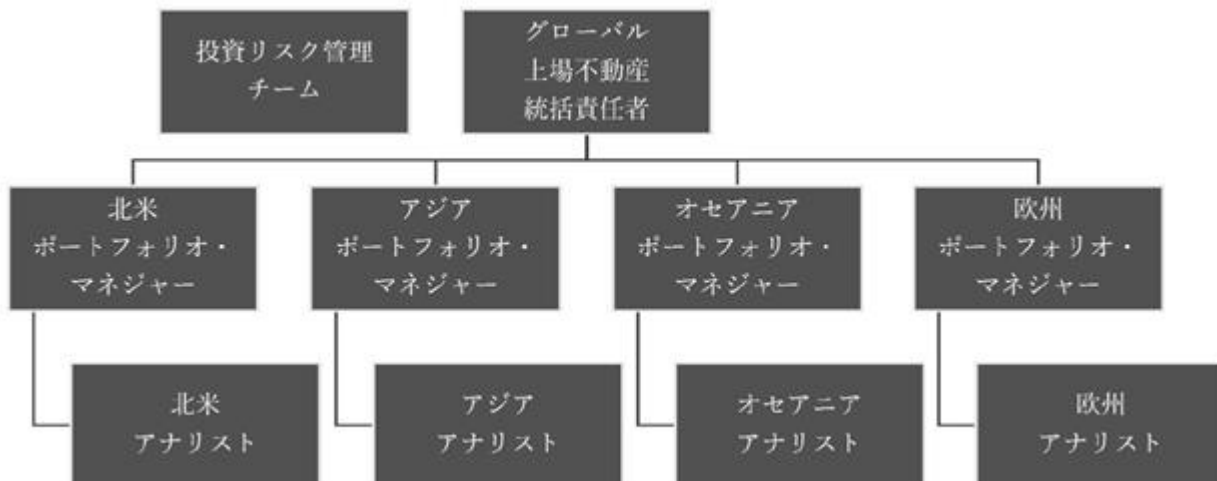 投資リスク管理
チーム
グローバル
上場不動産
統括責任者
北米
ポートフォリオ・
マネジャー
アジア
ポートフォリオ・
マネジャー
オセアニア
ポートフォリオ・
マネジャー
欧州
ポートフォリオ・
マネジャー
北米
アナリスト
アジア
アナリスト
オセアニア
アナリスト
欧州
アナリスト